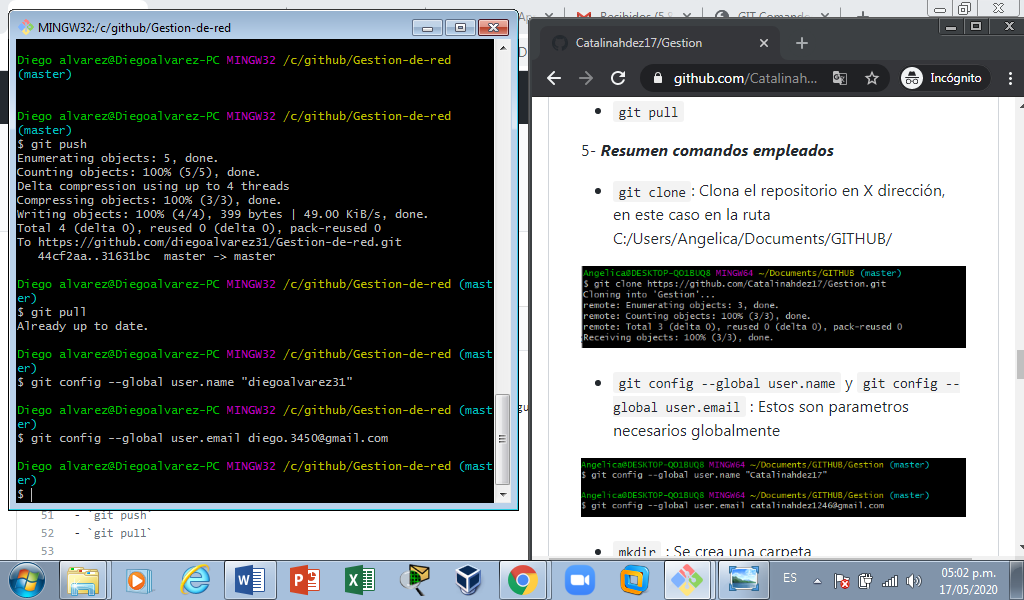 MINGW32:/c/github/Gestion-de-red
Diego alvarez@Diegoalvarez-PC MINGW32 /c/github/Gestion-de-red
(master)
Diego alvarez@Diegoalvarez-PC MINGW32 /c/github/Gestion-de-red
(master)
$ git push
Enumerating objects: 5, done.
Counting objects: 100% (5/5), done.
Delta compression using up to 4 threads
Compressing objects: 100% (3/3), done.
Writing objects: 100% (4/4), 399 bytes | 49.00 KiB/s, done.
Total 4 (delta 0), reused 0 (delta 0), pack-reused 0
To https://github.com/diegoalvarez31/Gestion-de-red.git
44cf2aa..31631bc  master -> master
Diego alvarez@Diegoalvarez-PC MINGW32 /c/github/Gestion-de-red (mast
er)
$ git pull
Already up to date.
Diego alvarez@Diegoalvarez-PC MINGW32 /c/github/Gestion-de-red (mast
er)
$ git config --global user.name "diegoalvarez31"
Diego alvarez@Diegoalvarez-PC MINGW32 /c/github/Gestion-de-red (mast
er)
$ git config --global user.email diego.3450@gmail.com
Diego alvarez@Diegoalvarez-PC MINGW32 /c/github/Gestion-de-red (mast
er)
$
51 - `git push`
52 - `git pull`
53
Catalinahdez17/Gestion
github.com/Catalinah...
Incógnito
• git pull
5- Resumen comandos empleados
• git clone : Clona el repositorio en X dirección,
en este caso en la ruta
C:/Users/Angelica/Documents/GITHUB/
Angelica@DESKTOP-QO1BUQ8 MINGW64 ~/Documents/GITHUB (master)
$ git clone https://github.com/Catalinahdez17/Gestion.git
Cloning into 'Gestion'...
remote: Enumerating objects: 3, done.
remote: Counting objects: 100% (3/3), done.
remote: Total 3 (delta 0), reused 0 (delta 0), pack-reused 0
Receiving objects: 100% (3/3), done.
• git config --global user.name y git config --
global user.email : Estos son parametros
necesarios globalmente
Angelica@DESKTOP-QO1BUQ8 MINGW64 ~/Documents/GITHUB/Gestion (master)
$ git config --global user.name "Catalinahdez17"
Angelica@DESKTOP-QO1BUQ8 MINGW64 ~/Documents/GITHUB/Gestion (master)
$ git config --global user.email catalinahdez1246@gmail.com
• mkdir : Se crea una carpeta
ES
05:02 p.m.
17/05/2020